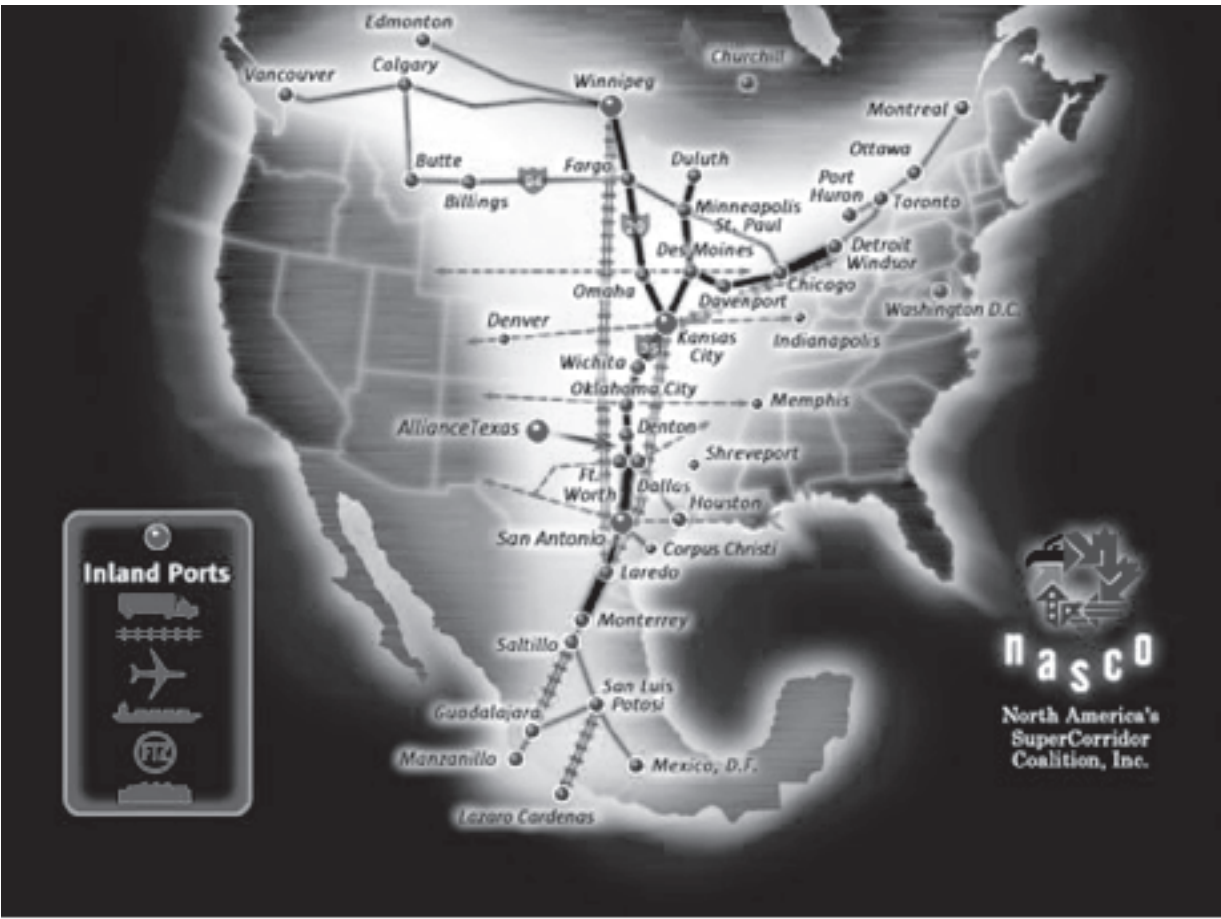 Edmonton
Churchill
Calgary
Vancouver
Winnipeg
Montreal
Ottawa
Butte
Fargo
Duluth
Port
Huron
Toronto
Billings
Minneapolis
St. Paul
Des Moines
Detroit
Windsor
Omaha
Chicago
Davenport
Washington D.C.
Denver
Kansas
City
Indianapolis
Wichita
Oklahoma City
Memphis
AllianceTexas
Denton
Shreveport
Ft.
Worth
Dallas
Houston
San Antonio
Corpus Christi
Laredo
Monterrey
Saltillo
San Luis
Potosi
Guadalajara
Manzanillo
Mexico, D.F.
Lazaro Cardenas
Inland Ports
FTZ
nasco
North America's
SuperCorridor
Coalition, Inc.